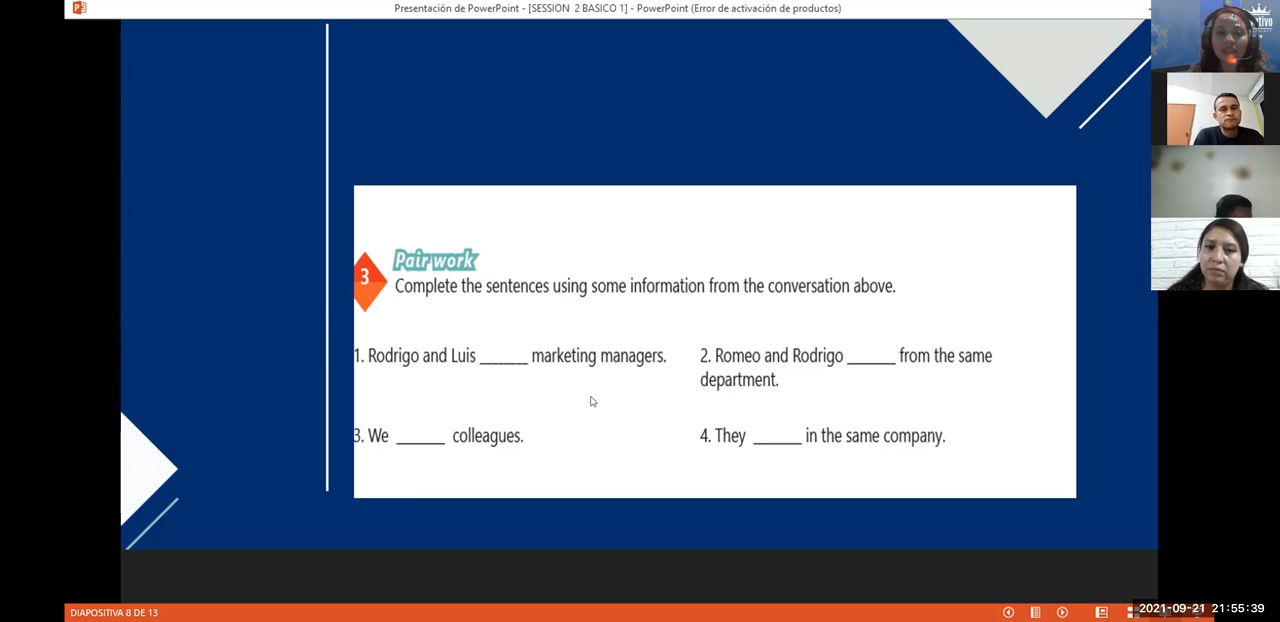 Presentación de PowerPoint - [SESSION 2 BASICO 1] - PowerPoint (Error de activación de productos)
3
Pair work
Complete the sentences using some information from the conversation above.
1. Rodrigo and Luis _______ marketing managers.
2. Romeo and Rodrigo ______ from the same
department.
3. We ______ colleagues.
4. They ______ in the same company.
DIAPOSITIVA 8 DE 13
2021-09-21 21:55:39